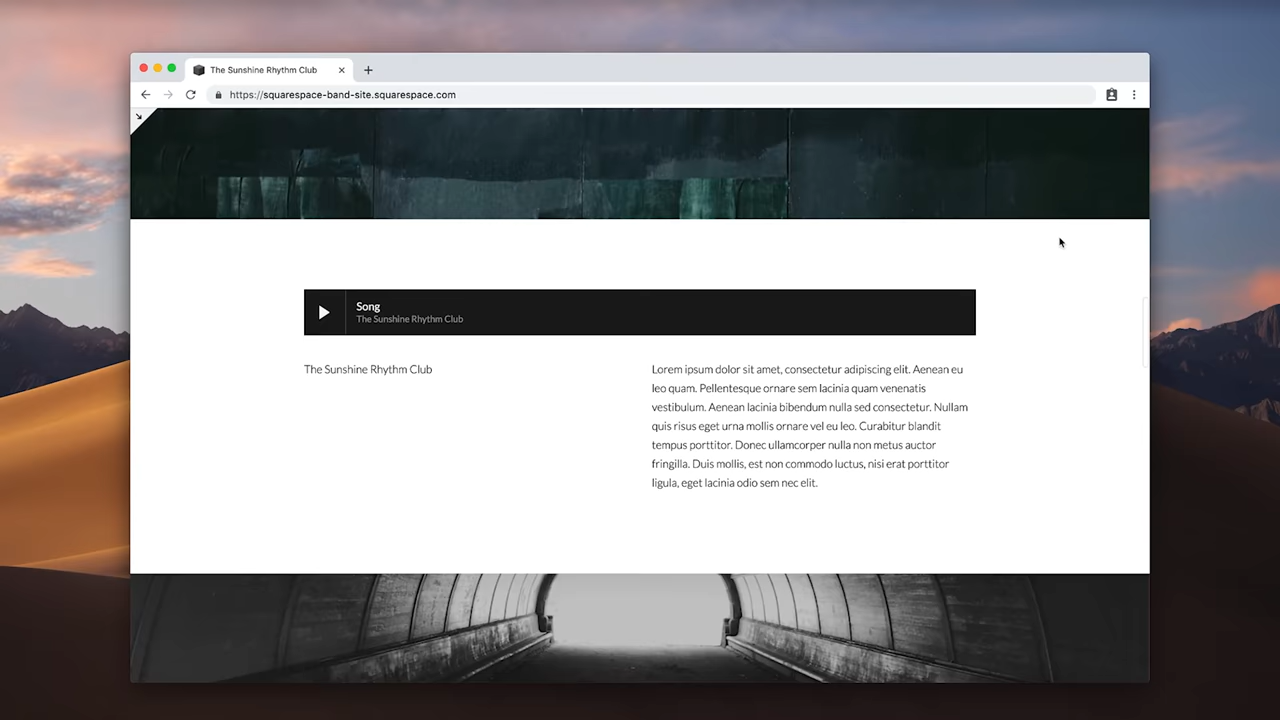 The Sunshine Rhythm Club
https://squarespace-band-site.squarespace.com
Song
The Sunshine Rhythm Club
The Sunshine Rhythm Club
Lorem ipsum dolor sit amet, consectetur adipiscing elit. Aenean eu
leo quam. Pellentesque ornare sem lacinia quam venenatis
vestibulum. Aenean lacinia bibendum nulla sed consectetur. Nullam
quis risus eget urna mollis ornare vel eu leo. Curabitur blandit
tempus porttitor. Donec ullamcorper nulla non metus auctor
fringilla. Duis mollis, est non commodo luctus, nisi erat porttitor
ligula, eget lacinia odio sem nec elit.